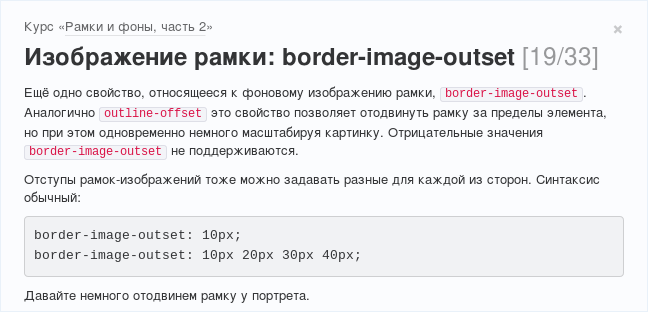 Курс «Рамки и фоны, часть 2»
×
Изображение рамки: border-image-outset [19/33]
Ещё одно свойство, относящееся к фоновому изображению рамки, border-image-outset.
Аналогично outline-offset это свойство позволяет отодвинуть рамку за пределы элемента,
но при этом одновременно немного масштабируя картинку. Отрицательные значения
border-image-outset не поддерживаются.
Отступы рамок-изображений тоже можно задавать разные для каждой из сторон. Синтаксис
обычный:
border-image-outset: 10px;
border-image-outset: 10px 20px 30px 40px;
Давайте немного отодвинем рамку у портрета.